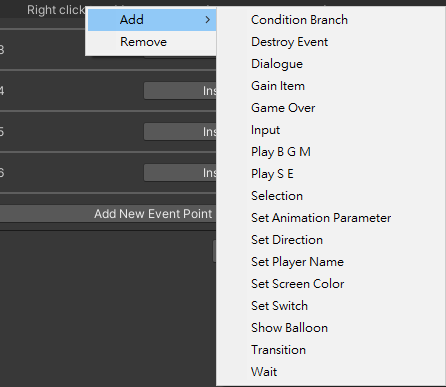 Right click
Add
Remove
3
4
Ins
5
Ins
6
Ins
Add New Event Point
Condition Branch
Destroy Event
Dialogue
Gain Item
Game Over
Input
Play B G M
Play S E
Selection
Set Animation Parameter
Set Direction
Set Player Name
Set Screen Color
Set Switch
Show Balloon
Transition
Wait